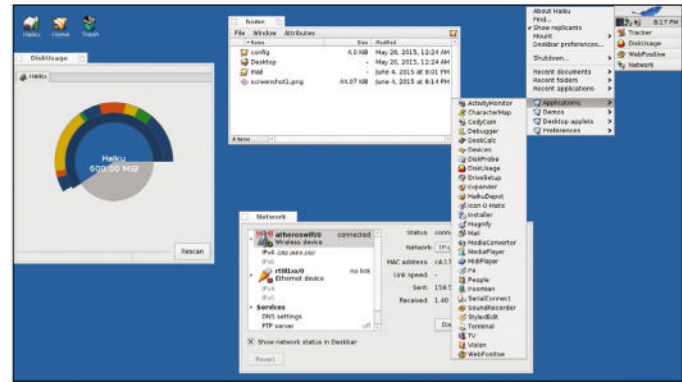 Haiku
Home
Trash
DiskUsage
Haiku
Haiku
600.00 MiB
Rescan
home
File Window Attributes
Name Size Modified
config 4.0 KiB May 26, 2015, 12:24 AM
Desktop - May 26, 2015, 12:24 AM
mail - June 4, 2015 at 8:01 PM
screenshot1.png 44.07 KiB June 4, 2015 at 8:14 PM
4 items
Network
atheroswifi/0 connected
Wireless device
IPv4
IPv6
Ethernet device no link
IPv4
IPv6
Services
DNS settings
FTP server off
Status:
Network:
MAC address:
Link speed: -
Sent:
Received: 1.40
Show network status in Deskbar
Revert
About Haiku
Find...
Show replicants
Mount
Deskbar preferences...
Shutdown...
Recent documents
Recent folders
Recent applications
Applications
Demos
Desktop applets
Preferences
8:17 PM
Tracker
DiskUsage
WebPositive
Network
ActivityMonitor
CharacterMap
CodyCam
Debugger
DeskCalc
Devices
DiskProbe
DiskUsage
DriveSetup
Expander
HaikuDepot
Icon-O-Matic
Installer
Magnify
Mail
MediaConverter
MediaPlayer
MidiPlayer
Pe
People
PoorMan
SerialConnect
SoundRecorder
StyledEdit
Terminal
TV
Vision
WebPositive